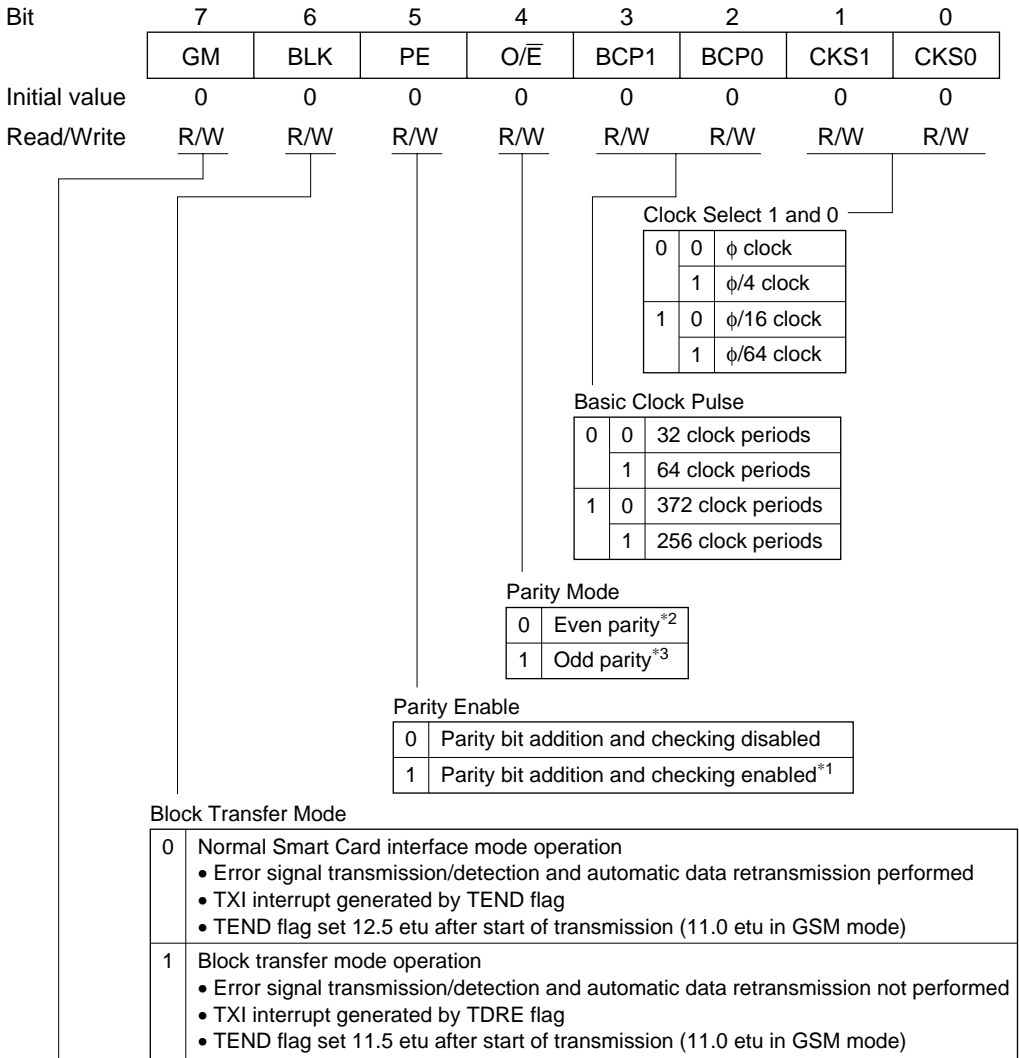 Bit 7 6 5 4 3 2 1 0
GM BLK PE O/E̅ BCP1 BCP0 CKS1 CKS0
Initial value 0 0 0 0 0 0 0 0
Read/Write R/W R/W R/W R/W R/W R/W R/W R/W
Clock Select 1 and 0
0 0 ϕ clock
1 ϕ/4 clock
1 0 ϕ/16 clock
1 ϕ/64 clock
Basic Clock Pulse
0 0 32 clock periods
1 64 clock periods
1 0 372 clock periods
1 256 clock periods
Parity Mode
0 Even parity*2
1 Odd parity*3
Parity Enable
0 Parity bit addition and checking disabled
1 Parity bit addition and checking enabled*1
Block Transfer Mode
0 Normal Smart Card interface mode operation
• Error signal transmission/detection and automatic data retransmission performed
• TXI interrupt generated by TEND flag
• TEND flag set 12.5 etu after start of transmission (11.0 etu in GSM mode)
1 Block transfer mode operation
• Error signal transmission/detection and automatic data retransmission not performed
• TXI interrupt generated by TDRE flag
• TEND flag set 11.5 etu after start of transmission (11.0 etu in GSM mode)